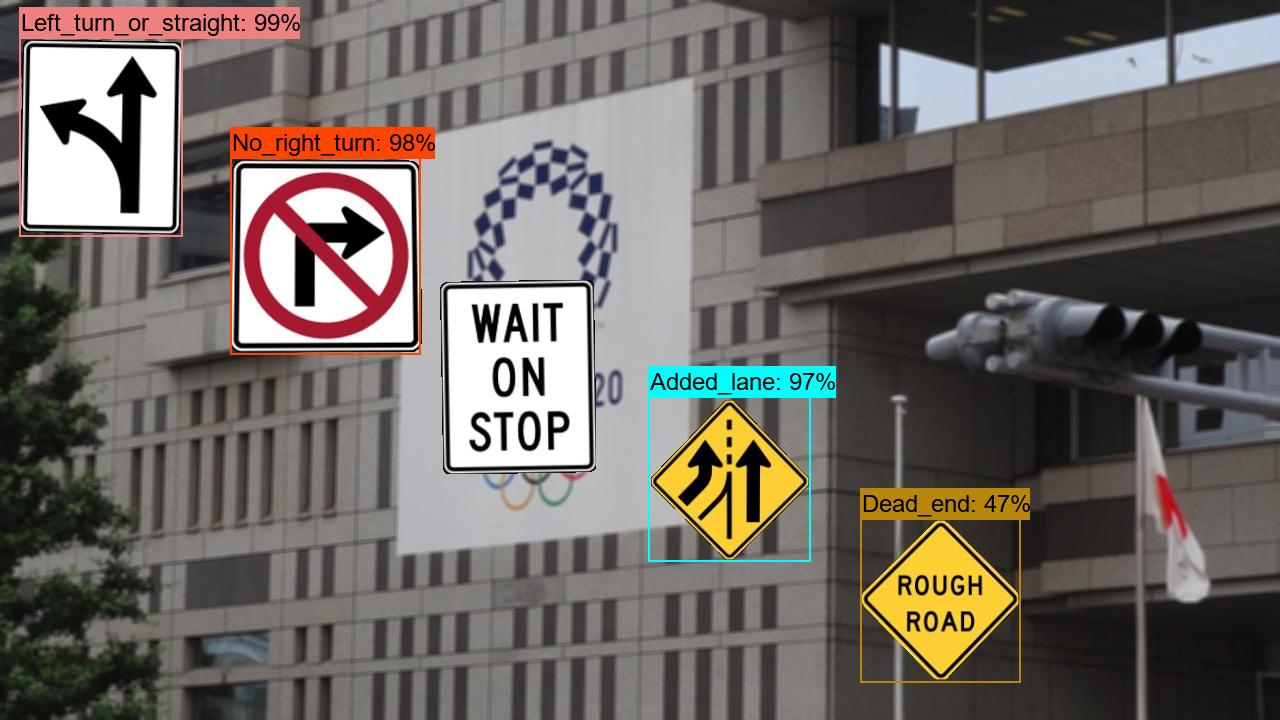 Left_turn_or_straight: 99%
No_right_turn: 98%
WAIT
ON
STOP
20
Added_lane: 97%
Dead_end: 47%
ROUGH
ROAD